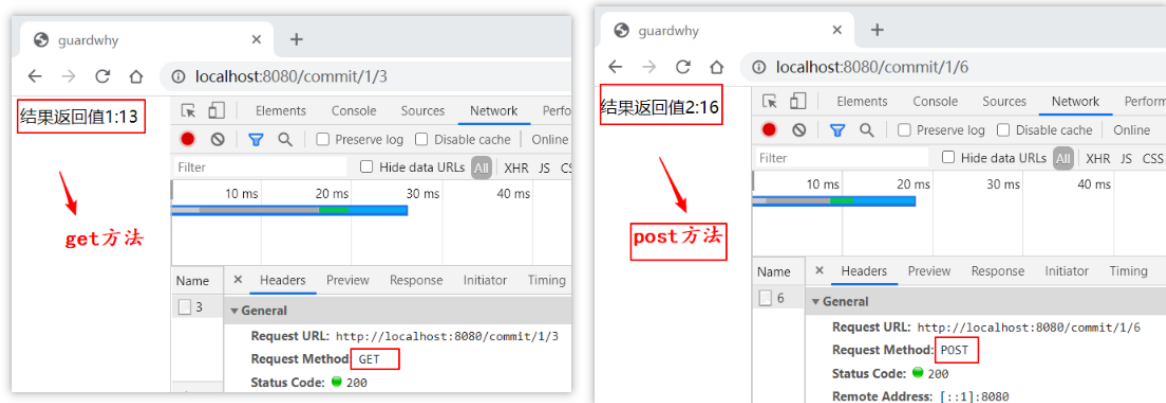 guardwhy
localhost:8080/commit/1/3
结果返回值1:13
Elements Console Sources Network Perfo
Preserve log Disable cache Online
Filter Hide data URLs All XHR JS CS
10 ms 20 ms 30 ms 40 ms
get方法
Name Headers Preview Response Initiator Timing
3
General
Request URL: http://localhost:8080/commit/1/3
Request Method: GET
Status Code: 200
guardwhy
localhost:8080/commit/1/6
结果返回值2:16
Elements Console Sources Network Perform
Preserve log Disable cache Online
Filter Hide data URLs All XHR JS CSS
10 ms 20 ms 30 ms 40 ms
post方法
Name Headers Preview Response Initiator Timing
6
General
Request URL: http://localhost:8080/commit/1/6
Request Method: POST
Status Code: 200
Remote Address: [::1]:8080